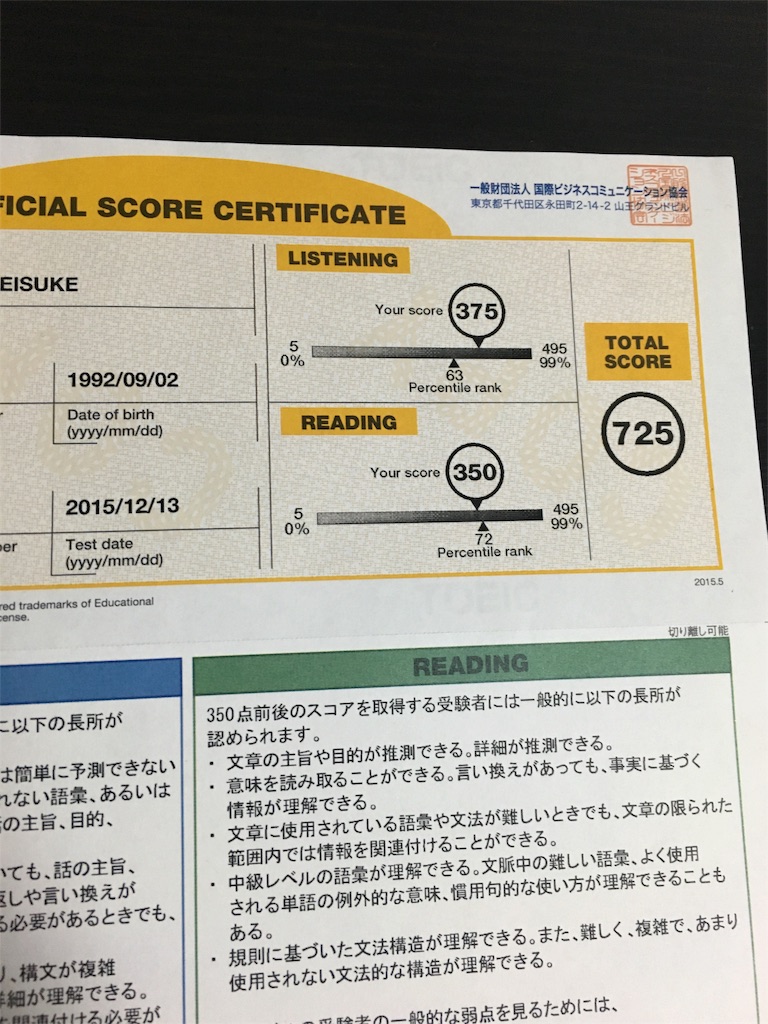 FICIAL SCORE CERTIFICATE
一般財団法人 国際ビジネスコミュニケーション協会
東京都千代田区永田町2-14-2 山王グランドビル
EISUKE
1992/09/02
Date of birth
(yyyy/mm/dd)
2015/12/13
Test date
(yyyy/mm/dd)
LISTENING
Your score 375
5 495
0% 99%
63
Percentile rank
READING
Your score 350
5 495
0% 99%
72
Percentile rank
TOTAL
SCORE
725
red trademarks of Educational
2015.5
切り離し可能
に以下の長所が
は簡単に予測できない
れない語彙、あるいは
の主旨、目的、
いても、話の主旨、
返しや言い換えが
る必要があるときでも、
り、構文が複雑
詳細が理解できる。
を関連付ける必要が
READING
350点前後のスコアを取得する受験者には一般的に以下の長所が
認められます。
・ 文章の主旨や目的が推測できる。詳細が推測できる。
・ 意味を読み取ることができる。言い換えがあっても、事実に基づく
情報が理解できる。
・ 文章に使用されている語彙や文法が難しいときでも、文章の限られた
範囲内では情報を関連付けることができる。
・ 中級レベルの語彙が理解できる。文脈中の難しい語彙、よく使用
される単語の例外的な意味、慣用句的な使い方が理解できることも
ある。
・ 規則に基づいた文法構造が理解できる。また、難しく、複雑で、あまり
使用されない文法的な構造が理解できる。
の受験者の一般的な弱点を見るためには、